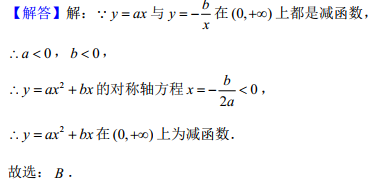 【解答】解：∵ y = ax 与 y = -b/x 在 (0,+∞) 上都是减函数，
∴ a < 0，b < 0，
∴ y = ax² + bx 的对称轴方程 x = -b/2a < 0，
∴ y = ax² + bx 在 (0,+∞) 上为减函数．
故选：B．